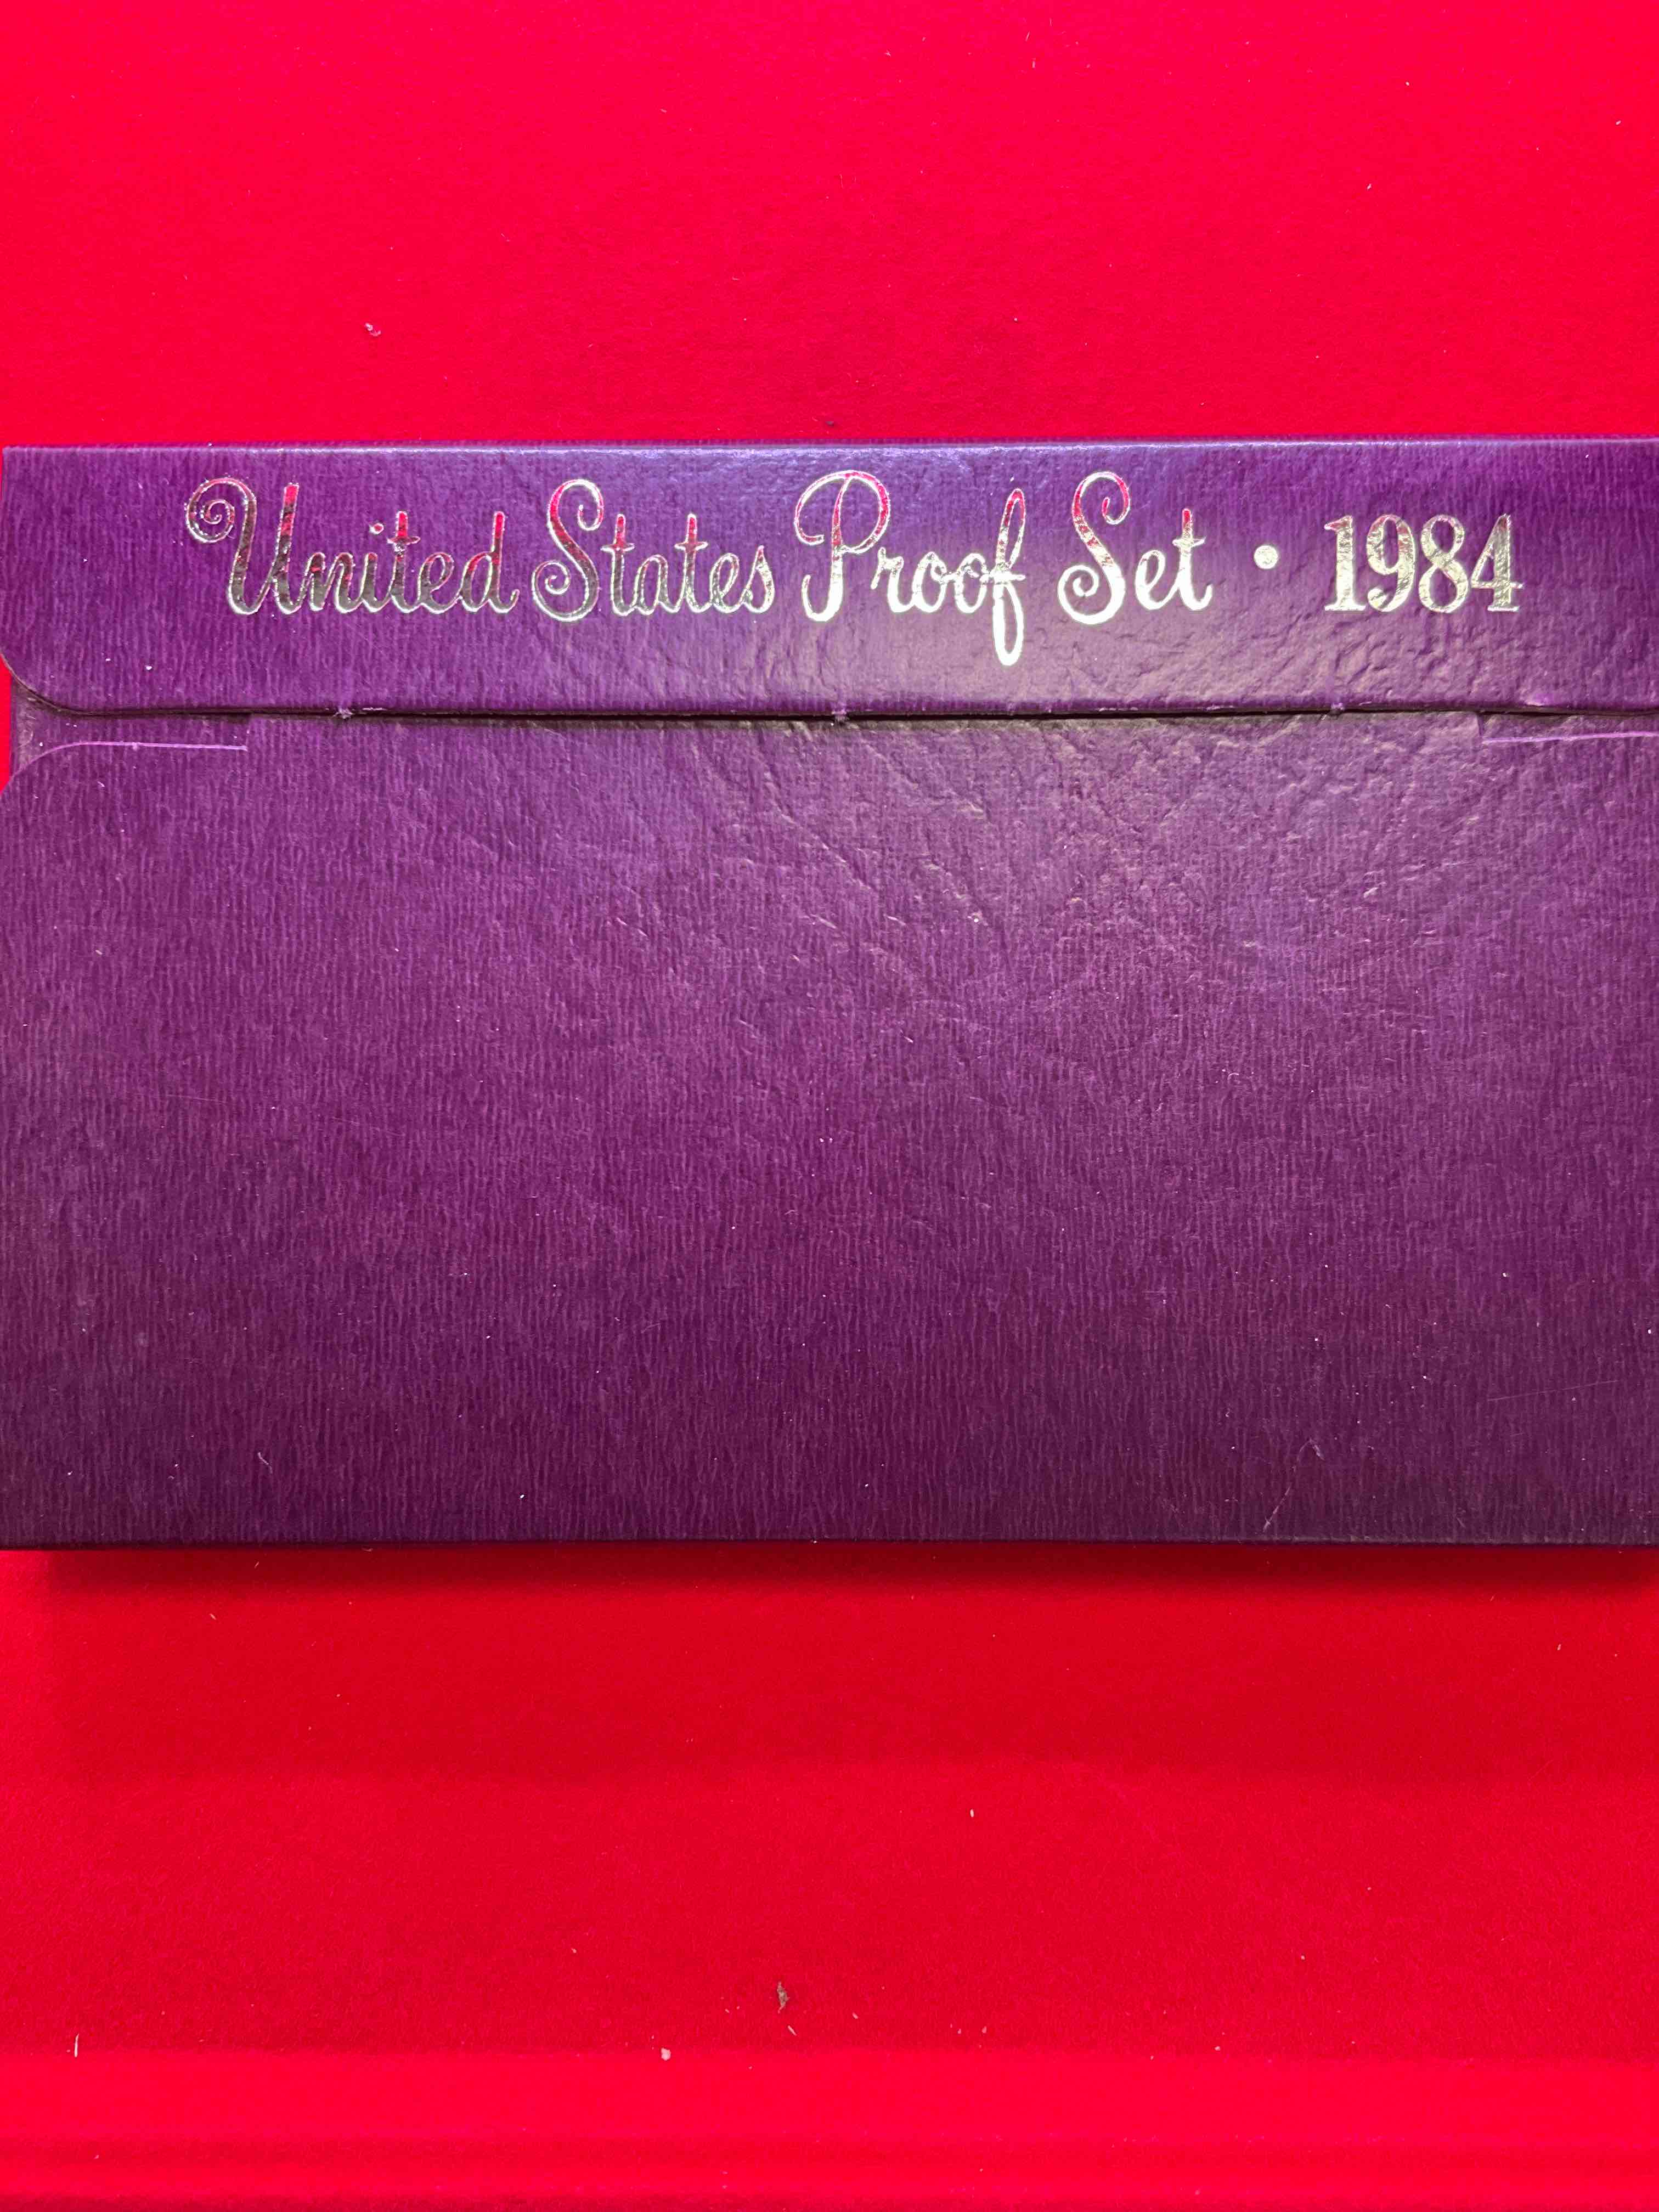 United States Proof Set • 1984